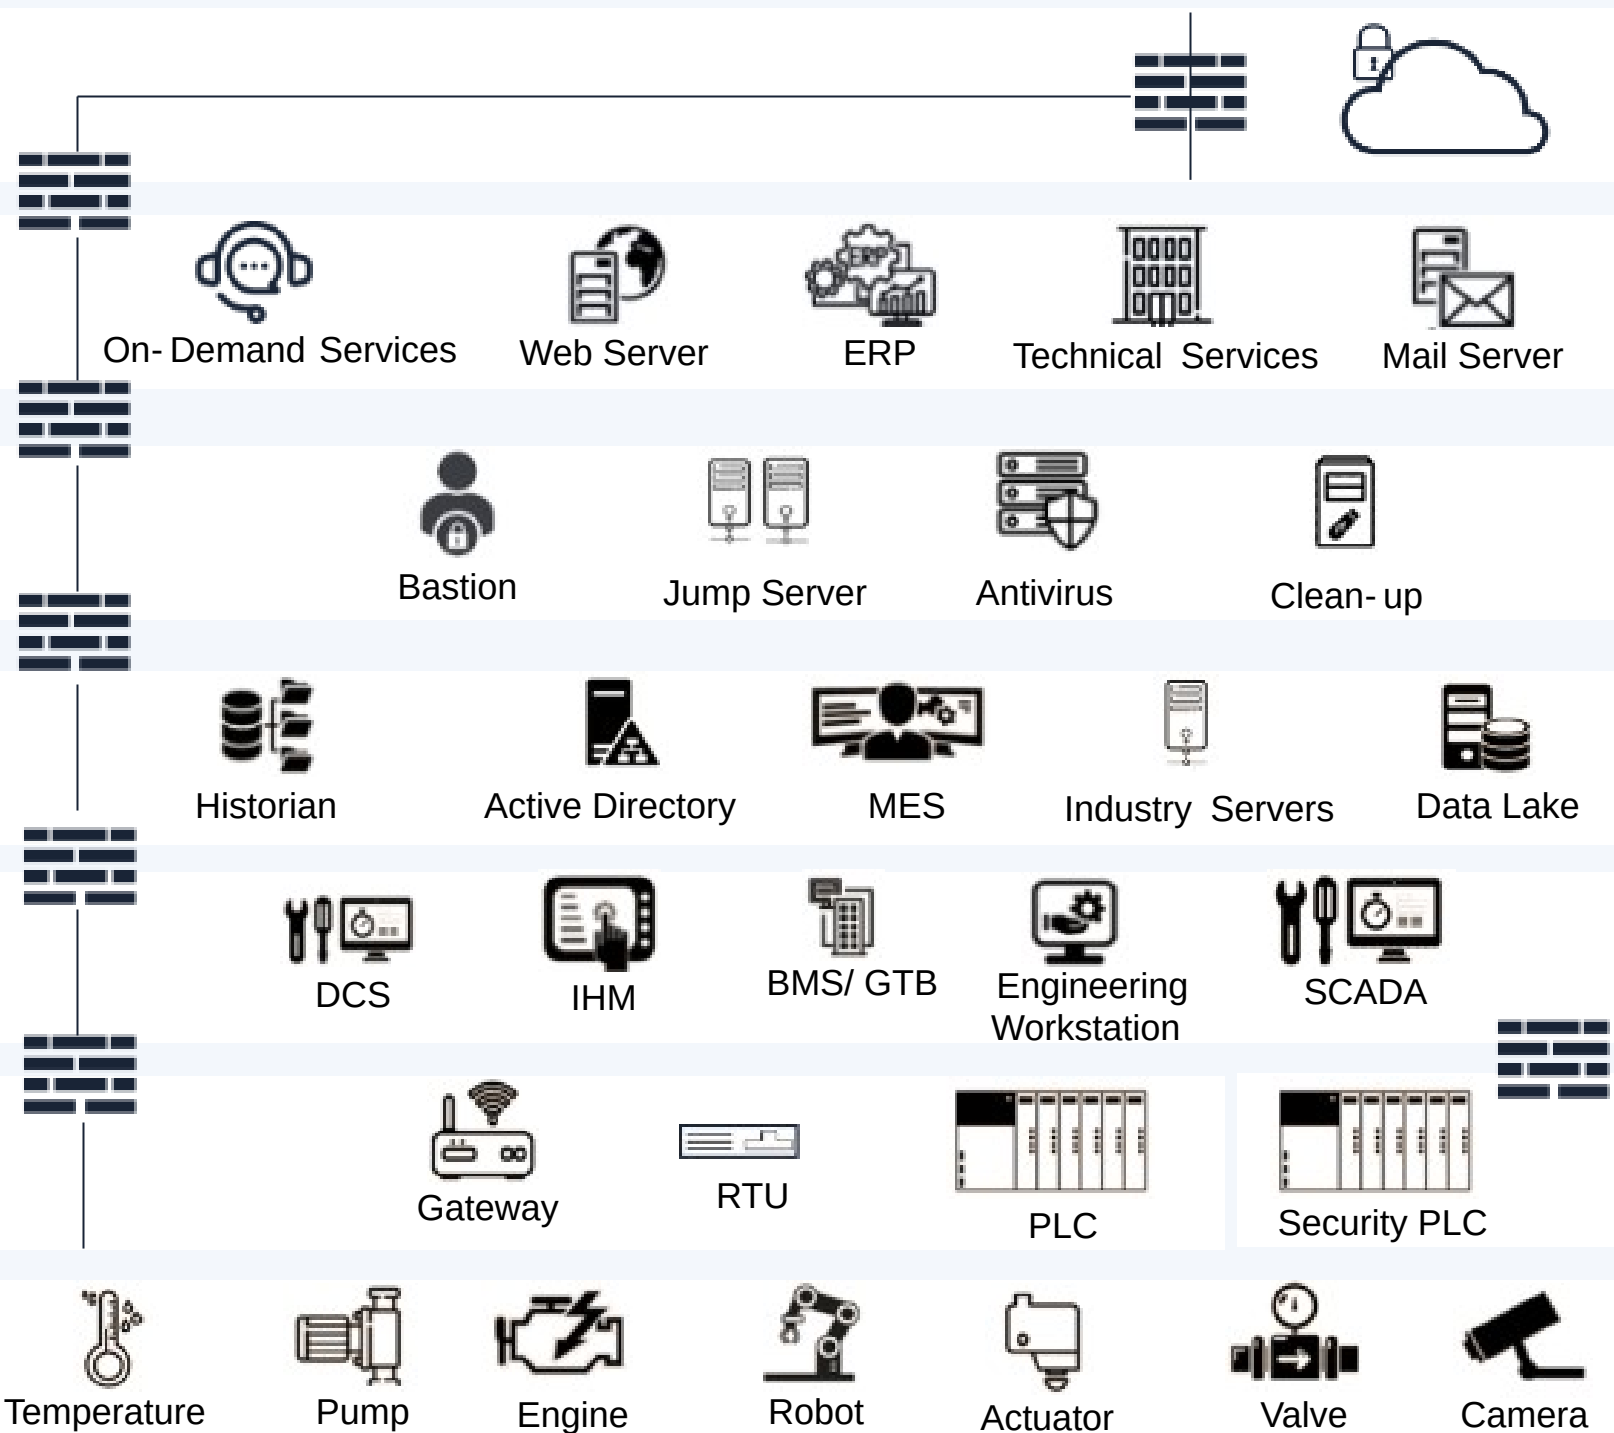 On-Demand Services
Web Server
ERP
ERP
Technical Services
Mail Server
Bastion
Jump Server
Antivirus
Clean-up
Historian
Active Directory
MES
Industry Servers
Data Lake
DCS
IHM
BMS/ GTB
Engineering
Workstation
SCADA
Gateway
RTU
PLC
Security PLC
Temperature
Pump
Engine
Robot
Actuator
Valve
Camera